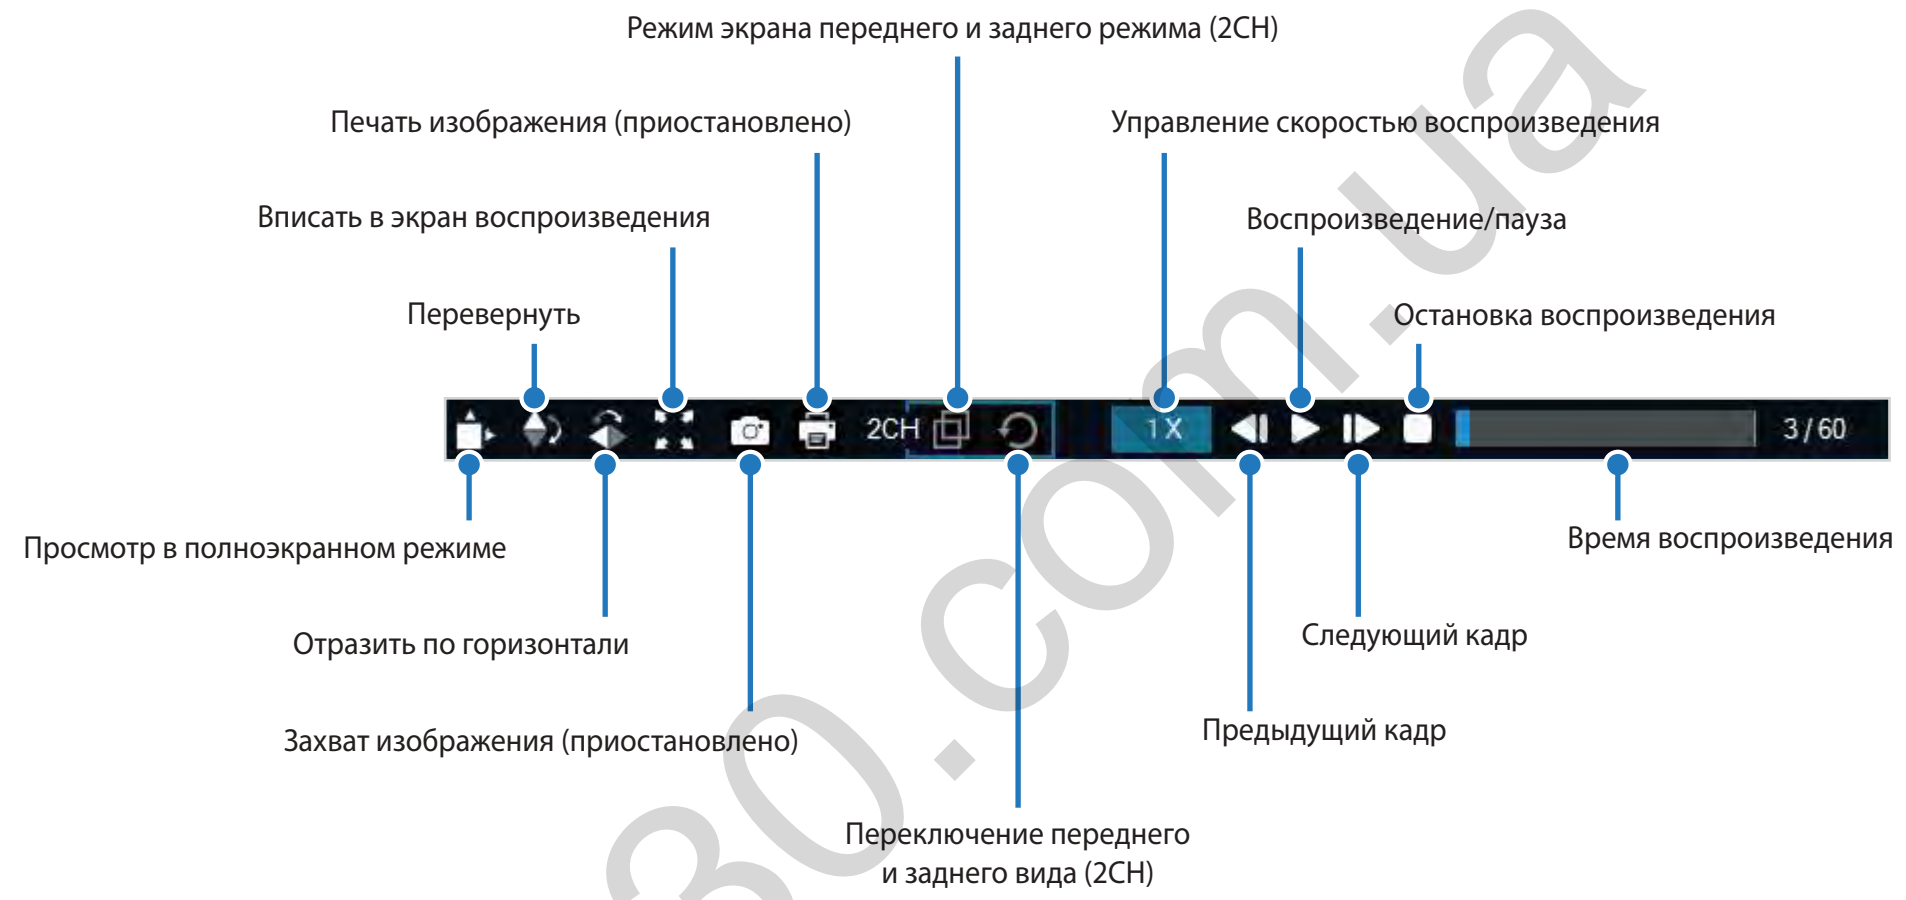 Режим экрана переднего и заднего режима (2CH)
Печать изображения (приостановлено)
Управление скоростью воспроизведения
Вписать в экран воспроизведения
Воспроизведение/пауза
Перевернуть
Остановка воспроизведения
2CH
1X
3 / 60
Просмотр в полноэкранном режиме
Время воспроизведения
Отразить по горизонтали
Следующий кадр
Захват изображения (приостановлено)
Предыдущий кадр
Переключение переднего
и заднего вида (2CH)
30.com.ua